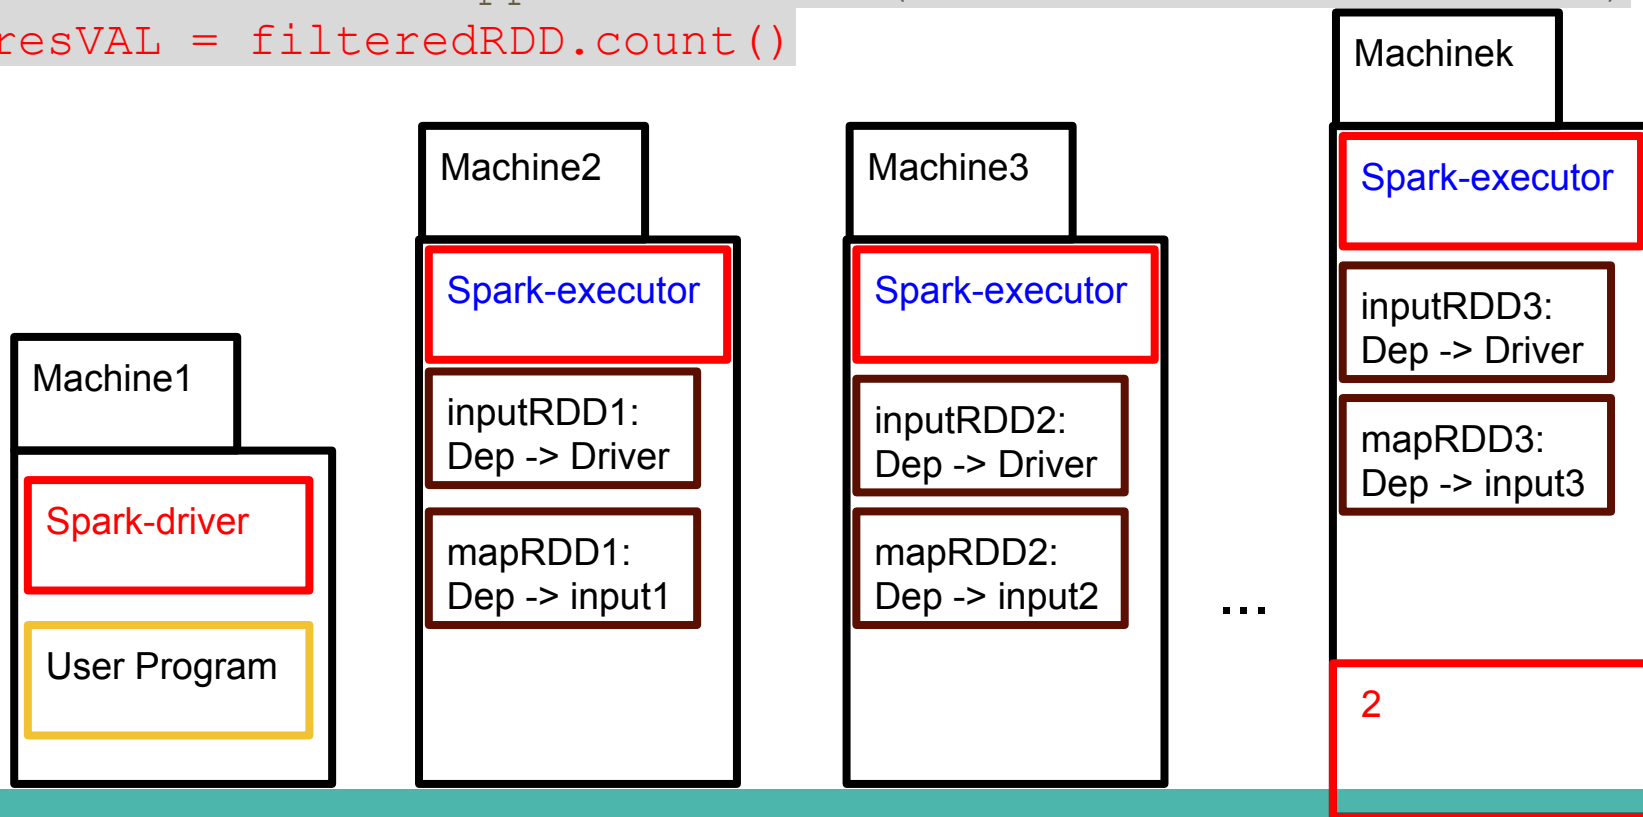 resVAL = filteredRDD.count()
Machinek
Spark-executor
inputRDD3:
Dep -> Driver
mapRDD3:
Dep -> input3
2
Machine2
Spark-executor
inputRDD1:
Dep -> Driver
mapRDD1:
Dep -> input1
Machine3
Spark-executor
inputRDD2:
Dep -> Driver
mapRDD2:
Dep -> input2
...
Machine1
Spark-driver
User Program